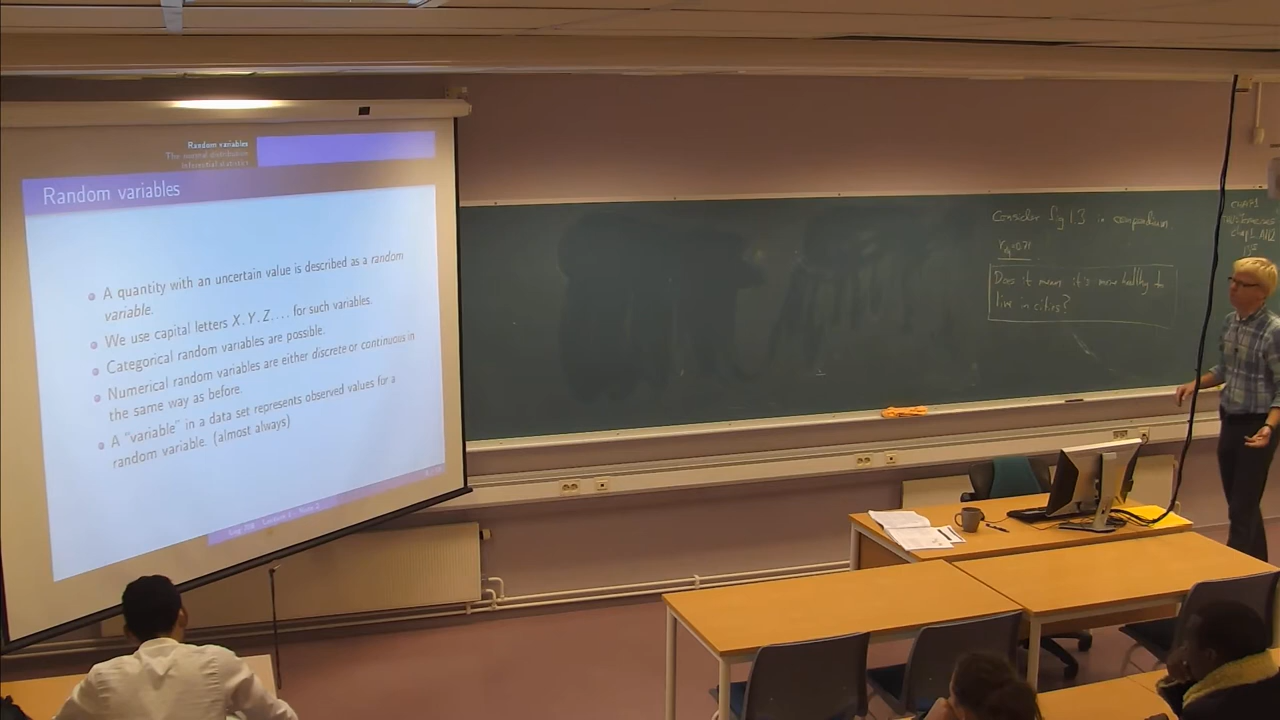 Random variables
The normal distribution
Inferential statistics
Random variables
A quantity with an uncertain value is described as a random
variable.
We use capital letters X, Y, Z, ... for such variables.
Categorical random variables are possible.
Numerical random variables are either discrete or continuous in
the same way as before.
A "variable" in a data set represents observed values for a
random variable. (almost always)
Consider fig 1.3 in compendium
Does it mean it's more healthy to
live in cities?